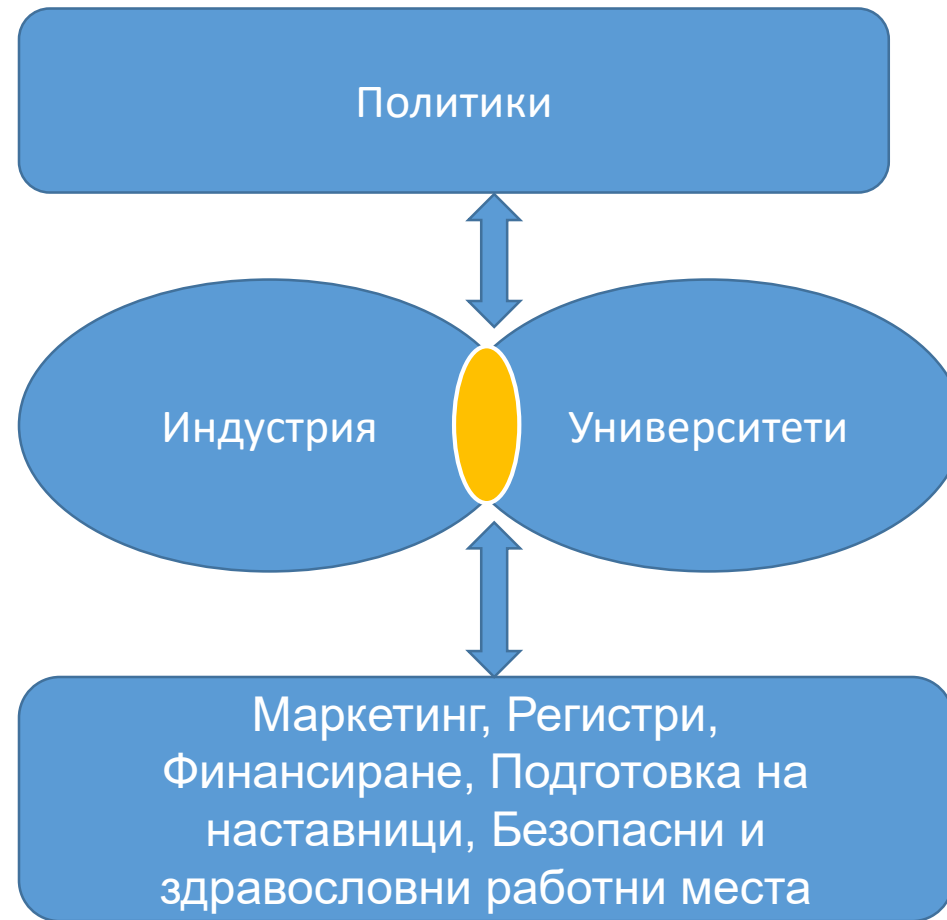 Политики
Индустрия
Университети
Маркетинг, Регистри,
Финансиране, Подготовка на
наставници, Безопасни и
здравословни работни места